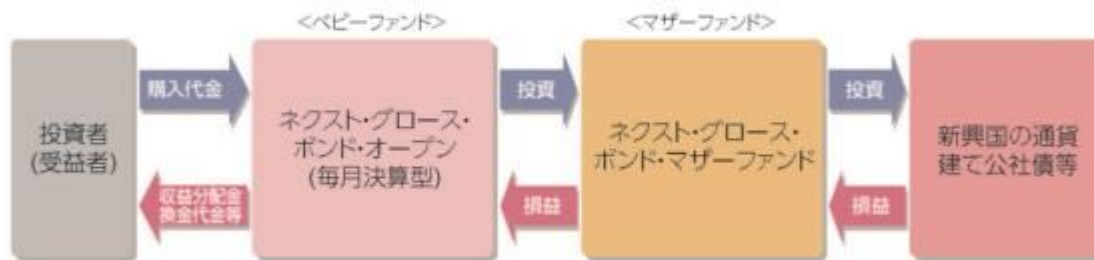 <ベビーファンド>
<マザーファンド>
投資者
(受益者)
購入代金
収益分配金
換金代金等
ネクスト・グロース・
ボンド・オープン
(毎月決算型)
投資
損益
ネクスト・グロース・
ボンド・マザーファンド
投資
損益
新興国の通貨
建て公社債等